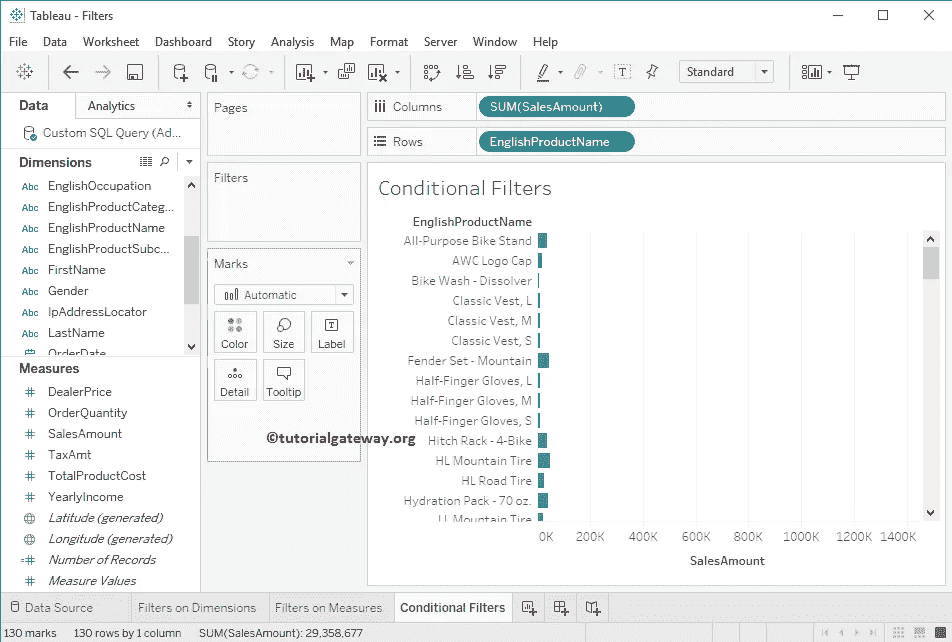 Tableau - Filters
File Data Worksheet Dashboard Story Analysis Map Format Server Window Help
Standard
Data Analytics
Custom SQL Query (Ad...
Dimensions
Abc EnglishOccupation
Abc EnglishProductCateg...
Abc EnglishProductName
Abc EnglishProductSubc...
Abc FirstName
Abc Gender
Abc IpAddressLocator
Abc LastName
OrderDate
Measures
# DealerPrice
# OrderQuantity
# SalesAmount
# TaxAmt
# TotalProductCost
# YearlyIncome
Latitude (generated)
Longitude (generated)
=# Number of Records
# Measure Values
Pages
Filters
Marks
Automatic
Color Size Label
Detail Tooltip
©tutorialgateway.org
Columns SUM(SalesAmount)
Rows EnglishProductName
Conditional Filters
EnglishProductName
All-Purpose Bike Stand
AWC Logo Cap
Bike Wash - Dissolver
Classic Vest, L
Classic Vest, M
Classic Vest, S
Fender Set - Mountain
Half-Finger Gloves, L
Half-Finger Gloves, M
Half-Finger Gloves, S
Hitch Rack - 4-Bike
HL Mountain Tire
HL Road Tire
Hydration Pack - 70 oz.
LL Mountain Tire
0K 200K 400K 600K 800K 1000K 1200K 1400K
SalesAmount
Data Source Filters on Dimensions Filters on Measures Conditional Filters
130 marks 130 rows by 1 column SUM(SalesAmount): 29,358,677